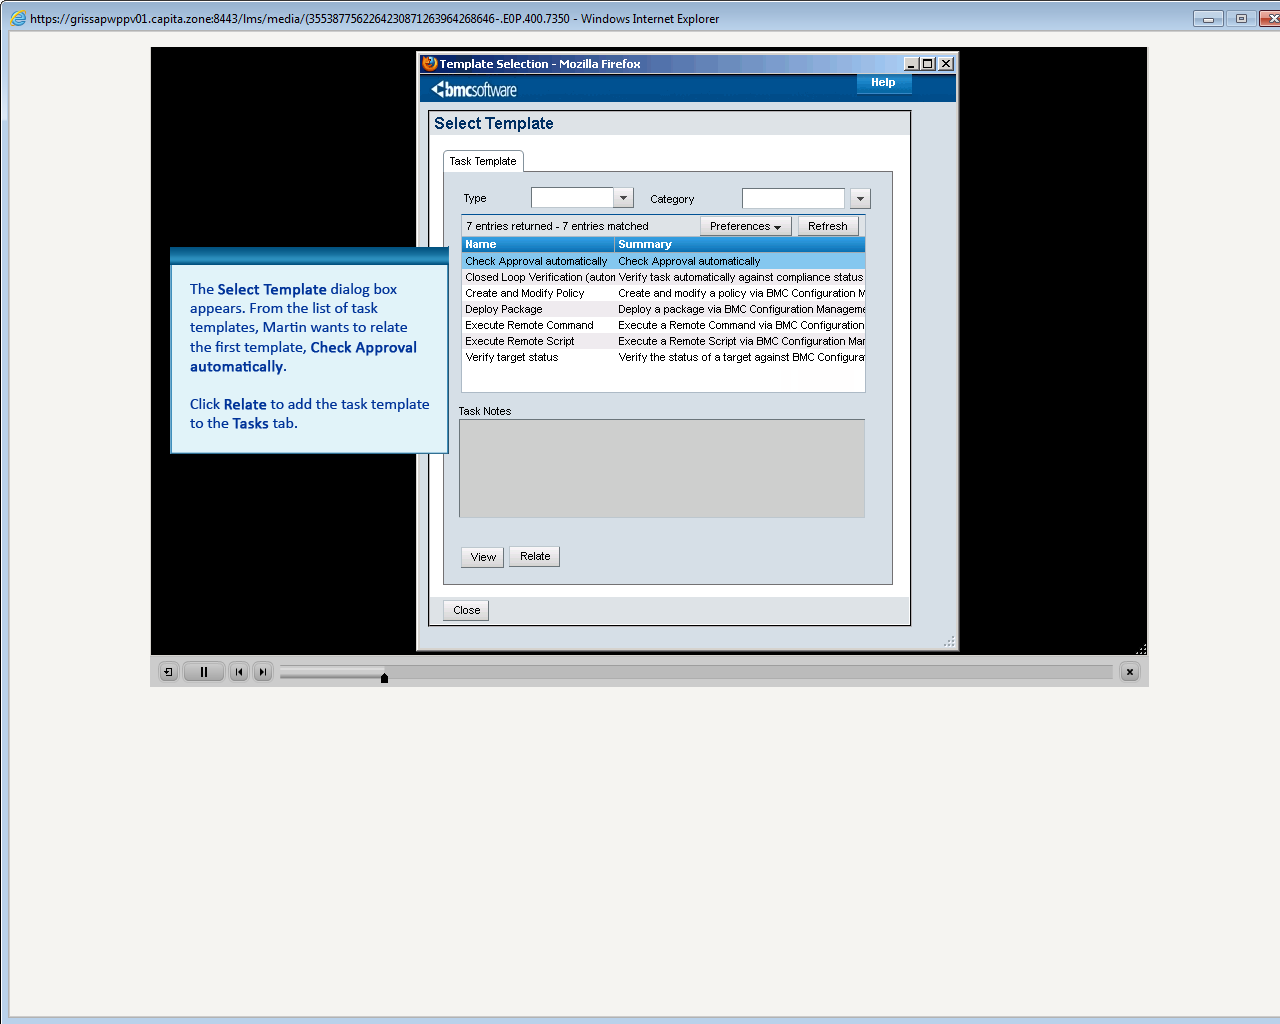 https://grissapwppv01.capita.zone:8443/lms/media/(3553877562264230871263964268646-.E0P.400.7350 - Windows Internet Explorer
Template Selection - Mozilla Firefox
bmcsoftware
Help
Select Template
Task Template
Type
Category
7 entries returned - 7 entries matched
Preferences
Refresh
Name Summary
Check Approval automatically Check Approval automatically
Closed Loop Verification (auton Verify task automatically against compliance status
Create and Modify Policy Create and modify a policy via BMC Configuration M
Deploy Package Deploy a package via BMC Configuration Manageme
Execute Remote Command Execute a Remote Command via BMC Configuration
Execute Remote Script Execute a Remote Script via BMC Configuration Mar
Verify target status Verify the status of a target against BMC Configurat
The Select Template dialog box
appears. From the list of task
templates, Martin wants to relate
the first template, Check Approval
automatically.
Click Relate to add the task template
to the Tasks tab.
Task Notes
View
Relate
Close